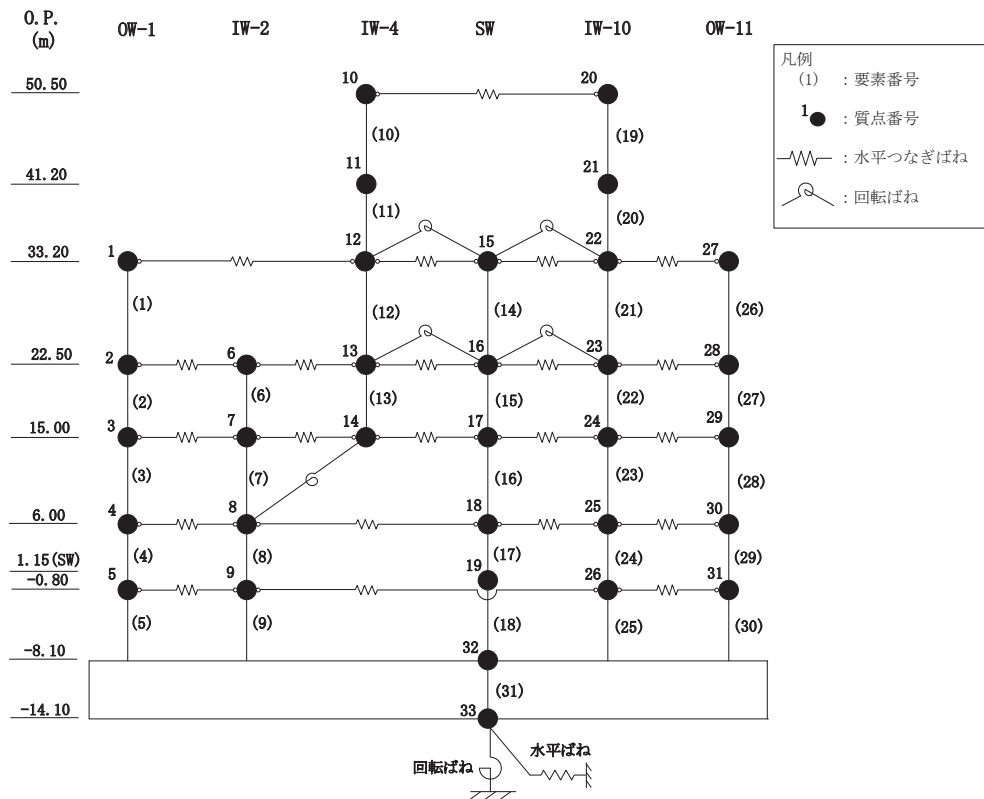 O.P.
(m)
OW-1 IW-2 IW-4 SW IW-10 OW-11
凡例
(1) : 要素番号
1 : 質点番号
: 水平つなぎばね
: 回転ばね
50.50 10 20
(10) (19)
41.20 11 21
(11) (20)
33.20 1 12 15 22 27
(1) (12) (14) (21) (26)
22.50 2 6 13 16 23 28
(2) (6) (13) (15) (22) (27)
15.00 3 7 14 17 24 29
(3) (7) (16) (23) (28)
6.00 4 8 18 25 30
(4) (8) (17) (24) (29)
1.15(SW) 19
-0.80 5 9 26 31
(5) (9) (18) (25) (30)
-8.10 32
(31)
-14.10 33
回転ばね 水平ばね